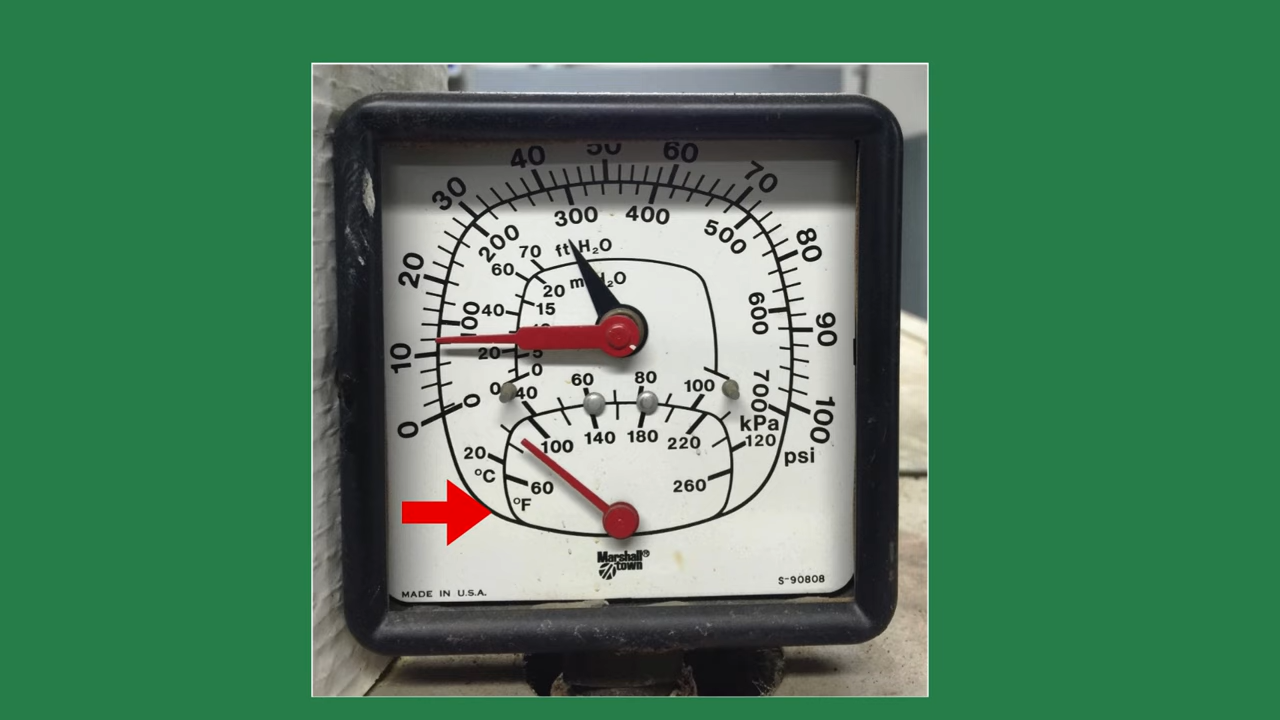 40 50 60
30 70
300 400
200 500
80
70 ft H₂O
60
20 m H₂O
20
40 15
600
100
90
10
20 5
0
60 80
100
0 0 40
700
100
0
kPa
100 140 180 220 120
psi
20
°C
60 260
°F
Marshall®
town
S-90808
MADE IN U.S.A.